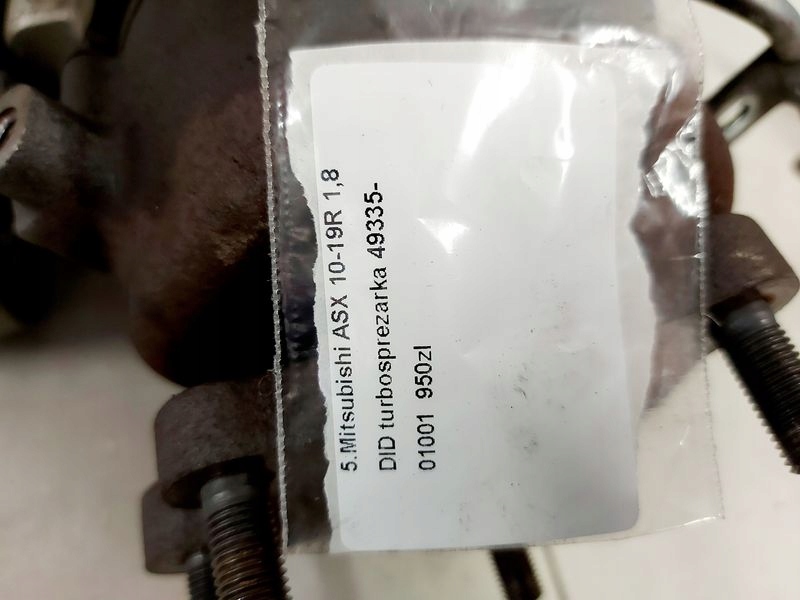 5.Mitsubishi ASX 10-19R 1,8
DID turbosprezarka 49335-
01001 950zl